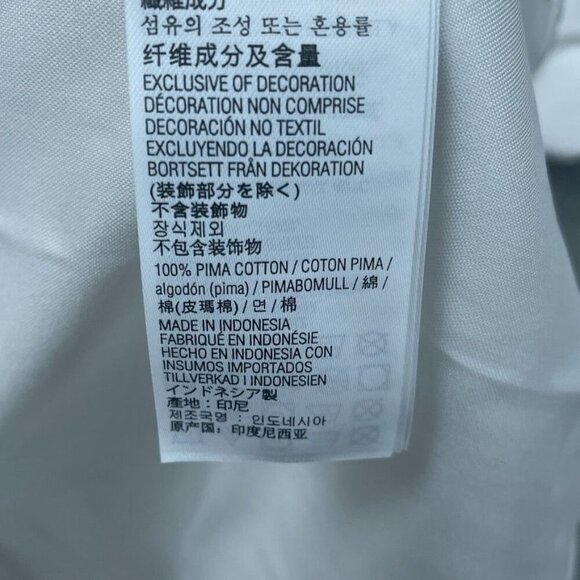 纖維成分
섬유의 조성 또는 혼용률
纤维成分及含量
EXCLUSIVE OF DECORATION
DÉCORATION NON COMPRISE
DECORACIÓN NO TEXTIL
EXCLUYENDO LA DECORACIÓN
BORTSETT FRÅN DEKORATION
(装飾部分を除く)
不含裝飾物
장식제외
不包含装饰物
100% PIMA COTTON / COTON PIMA /
algodón (pima) / PIMABOMULL / 綿 /
棉(皮瑪棉) / 면 / 棉
MADE IN INDONESIA
FABRIQUÉ EN INDONÉSIE
HECHO EN INDONESIA CON
INSUMOS IMPORTADOS
TILLVERKAD I INDONESIEN
インドネシア製
產地: 印尼
제조국명 : 인도네시아
原产国: 印度尼西亚